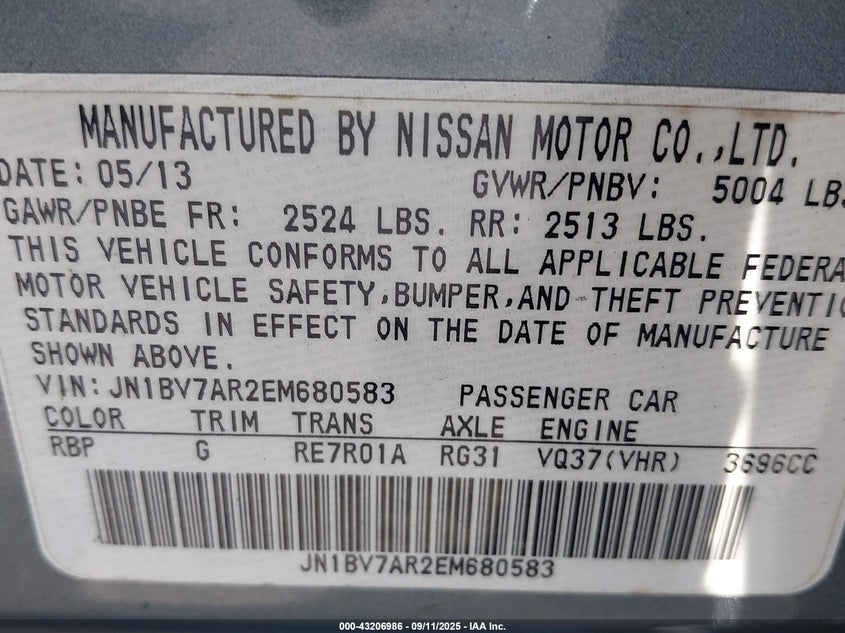 MANUFACTURED BY NISSAN MOTOR CO.,LTD.
DATE: 05/13 GVWR/PNBV: 5004 LBS
GAWR/PNBE FR: 2524 LBS. RR: 2513 LBS.
THIS VEHICLE CONFORMS TO ALL APPLICABLE FEDERA
MOTOR VEHICLE SAFETY,BUMPER,AND THEFT PREVENTIO
STANDARDS IN EFFECT ON THE DATE OF MANUFACTURE
SHOWN ABOVE.
VIN:JN1BV7AR2EM680583 PASSENGER CAR
COLOR TRIM TRANS AXLE ENGINE
RBP G RE7R01A RG31 VQ37(VHR) 3696CC
JN1BV7AR2EM680583
000-43206986 - 09/11/2025 - IAA Inc.